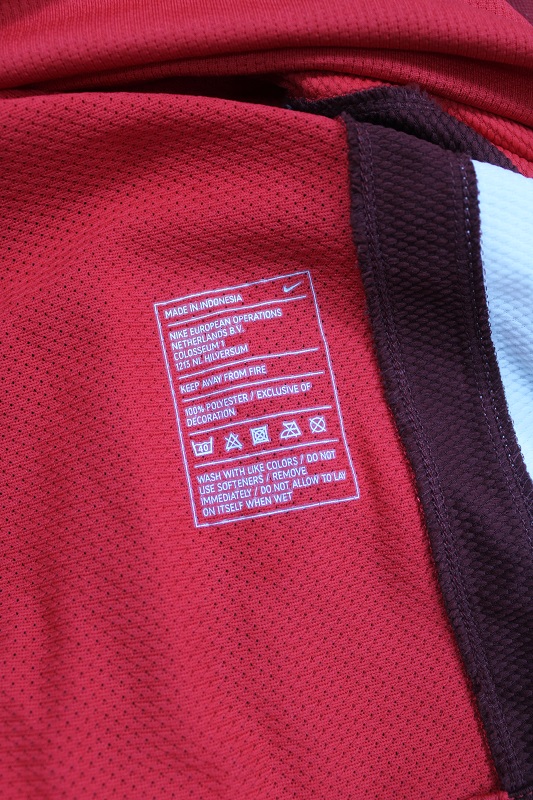 MADE IN INDONESIA
NIKE EUROPEAN OPERATIONS
NETHERLANDS B.V.
COLOSSEUM 1
1213 NL HILVERSUM
KEEP AWAY FROM FIRE
100% POLYESTER / EXCLUSIVE OF
DECORATION
40
WASH WITH LIKE COLORS / DO NOT
USE SOFTENERS / REMOVE
IMMEDIATELY / DO NOT ALLOW TO LAY
ON ITSELF WHEN WET